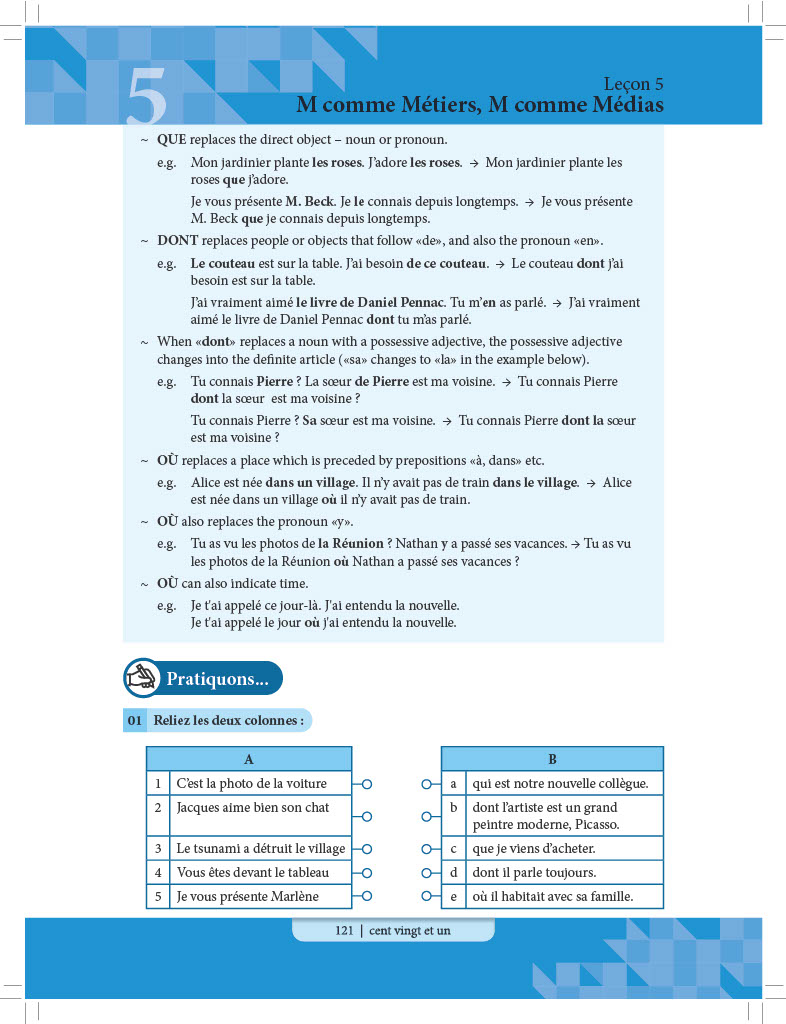 5
Leçon 5
M comme Métiers, M comme Médias
~ QUE replaces the direct object – noun or pronoun.
e.g. Mon jardinier plante les roses. J’adore les roses. → Mon jardinier plante les
roses que j’adore.
Je vous présente M. Beck. Je le connais depuis longtemps. → Je vous présente
M. Beck que je connais depuis longtemps.
~ DONT replaces people or objects that follow «de», and also the pronoun «en».
e.g. Le couteau est sur la table. J’ai besoin de ce couteau. → Le couteau dont j’ai
besoin est sur la table.
J’ai vraiment aimé le livre de Daniel Pennac. Tu m’en as parlé. → J’ai vraiment
aimé le livre de Daniel Pennac dont tu m’as parlé.
~ When «dont» replaces a noun with a possessive adjective, the possessive adjective
changes into the definite article («sa» changes to «la» in the example below).
e.g. Tu connais Pierre ? La sœur de Pierre est ma voisine. → Tu connais Pierre
dont la sœur est ma voisine ?
Tu connais Pierre ? Sa sœur est ma voisine. → Tu connais Pierre dont la sœur
est ma voisine ?
~ OÙ replaces a place which is preceded by prepositions «à, dans» etc.
e.g. Alice est née dans un village. Il n’y avait pas de train dans le village. → Alice
est née dans un village où il n’y avait pas de train.
~ OÙ also replaces the pronoun «y».
e.g. Tu as vu les photos de la Réunion ? Nathan y a passé ses vacances. → Tu as vu
les photos de la Réunion où Nathan a passé ses vacances ?
~ OÙ can also indicate time.
e.g. Je t'ai appelé ce jour-là. J'ai entendu la nouvelle.
Je t'ai appelé le jour où j'ai entendu la nouvelle.
Pratiquons...
01 Reliez les deux colonnes :
A B
1 C’est la photo de la voiture a qui est notre nouvelle collègue.
2 Jacques aime bien son chat b dont l’artiste est un grand
peintre moderne, Picasso.
3 Le tsunami a détruit le village c que je viens d’acheter.
4 Vous êtes devant le tableau d dont il parle toujours.
5 Je vous présente Marlène e où il habitait avec sa famille.
121 | cent vingt et un